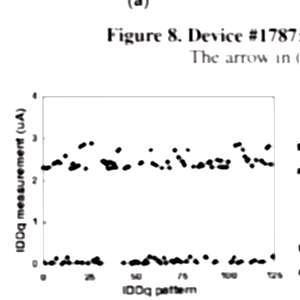 (a)
Figure 8. Device #1787:
The arrow in (
IDDq measurement (uA)
4
3
2
1
0
0 25 50 75 100 125
IDDq pattern